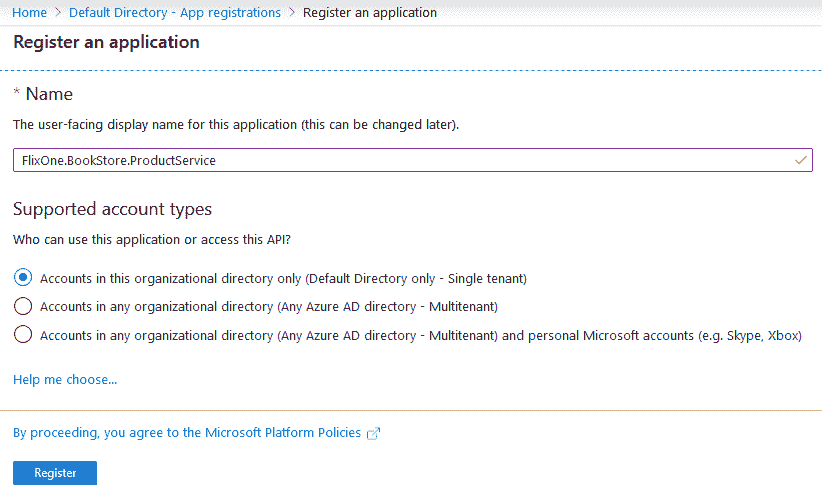 Home > Default Directory - App registrations > Register an application
Register an application
* Name
The user-facing display name for this application (this can be changed later).
FlixOne.BookStore.ProductService
Supported account types
Who can use this application or access this API?
Accounts in this organizational directory only (Default Directory only - Single tenant)
Accounts in any organizational directory (Any Azure AD directory - Multitenant)
Accounts in any organizational directory (Any Azure AD directory - Multitenant) and personal Microsoft accounts (e.g. Skype, Xbox)
Help me choose...
By proceeding, you agree to the Microsoft Platform Policies
Register